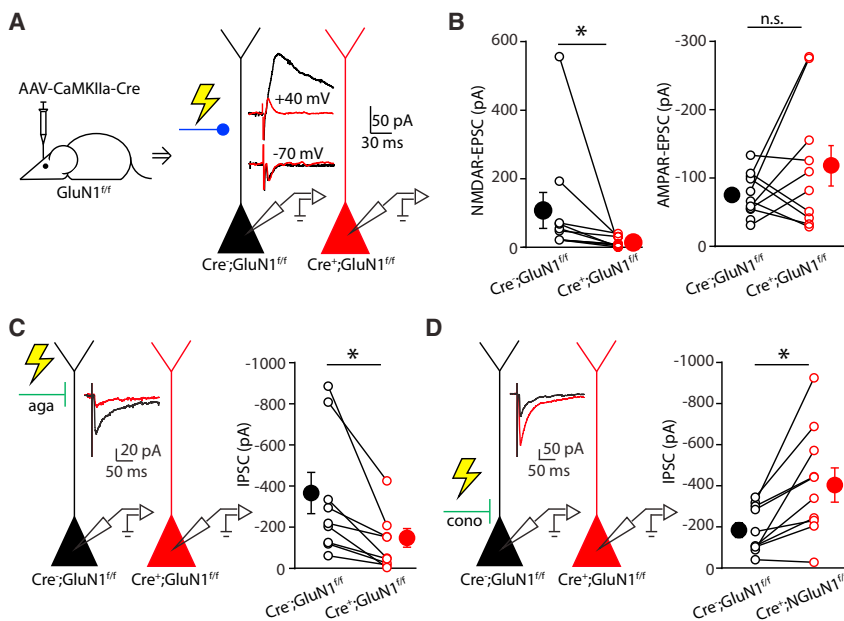 A
AAV-CaMKIIa-Cre
GluN1f/f
+40 mV
-70 mV
50 pA
30 ms
Cre-;GluN1f/f
Cre+;GluN1f/f
B
*
NMDAR-EPSC (pA)
600
400
200
0
Cre-;GluN1f/f
Cre+;GluN1f/f
n.s.
AMPAR-EPSC (pA)
-300
-200
-100
0
Cre-;GluN1f/f
Cre+;GluN1f/f
C
aga
20 pA
50 ms
Cre-;GluN1f/f
Cre+;GluN1f/f
*
IPSC (pA)
-1000
-800
-600
-400
-200
0
Cre-;GluN1f/f
Cre+;GluN1f/f
D
cono
50 pA
50 ms
Cre-;GluN1f/f
Cre+;GluN1f/f
*
IPSC (pA)
-1000
-800
-600
-400
-200
0
Cre-;GluN1f/f
Cre+;NGluN1f/f